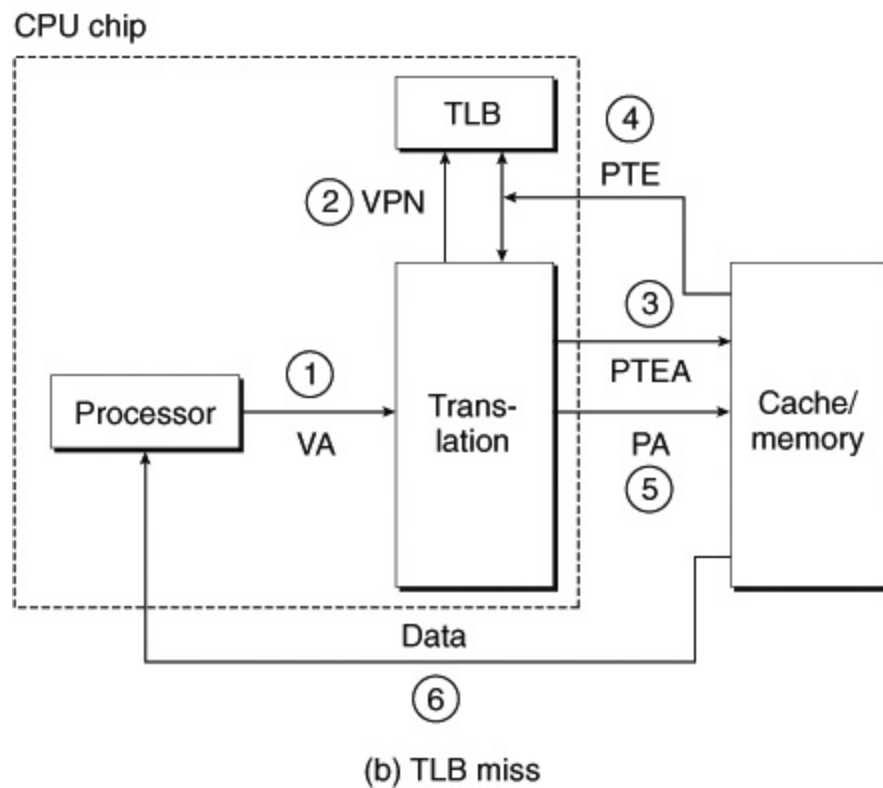 CPU chip
TLB
4
PTE
2 VPN
3
PTEA
1
Processor
VA
Trans-
lation
PA
5
Cache/
memory
Data
6
(b) TLB miss